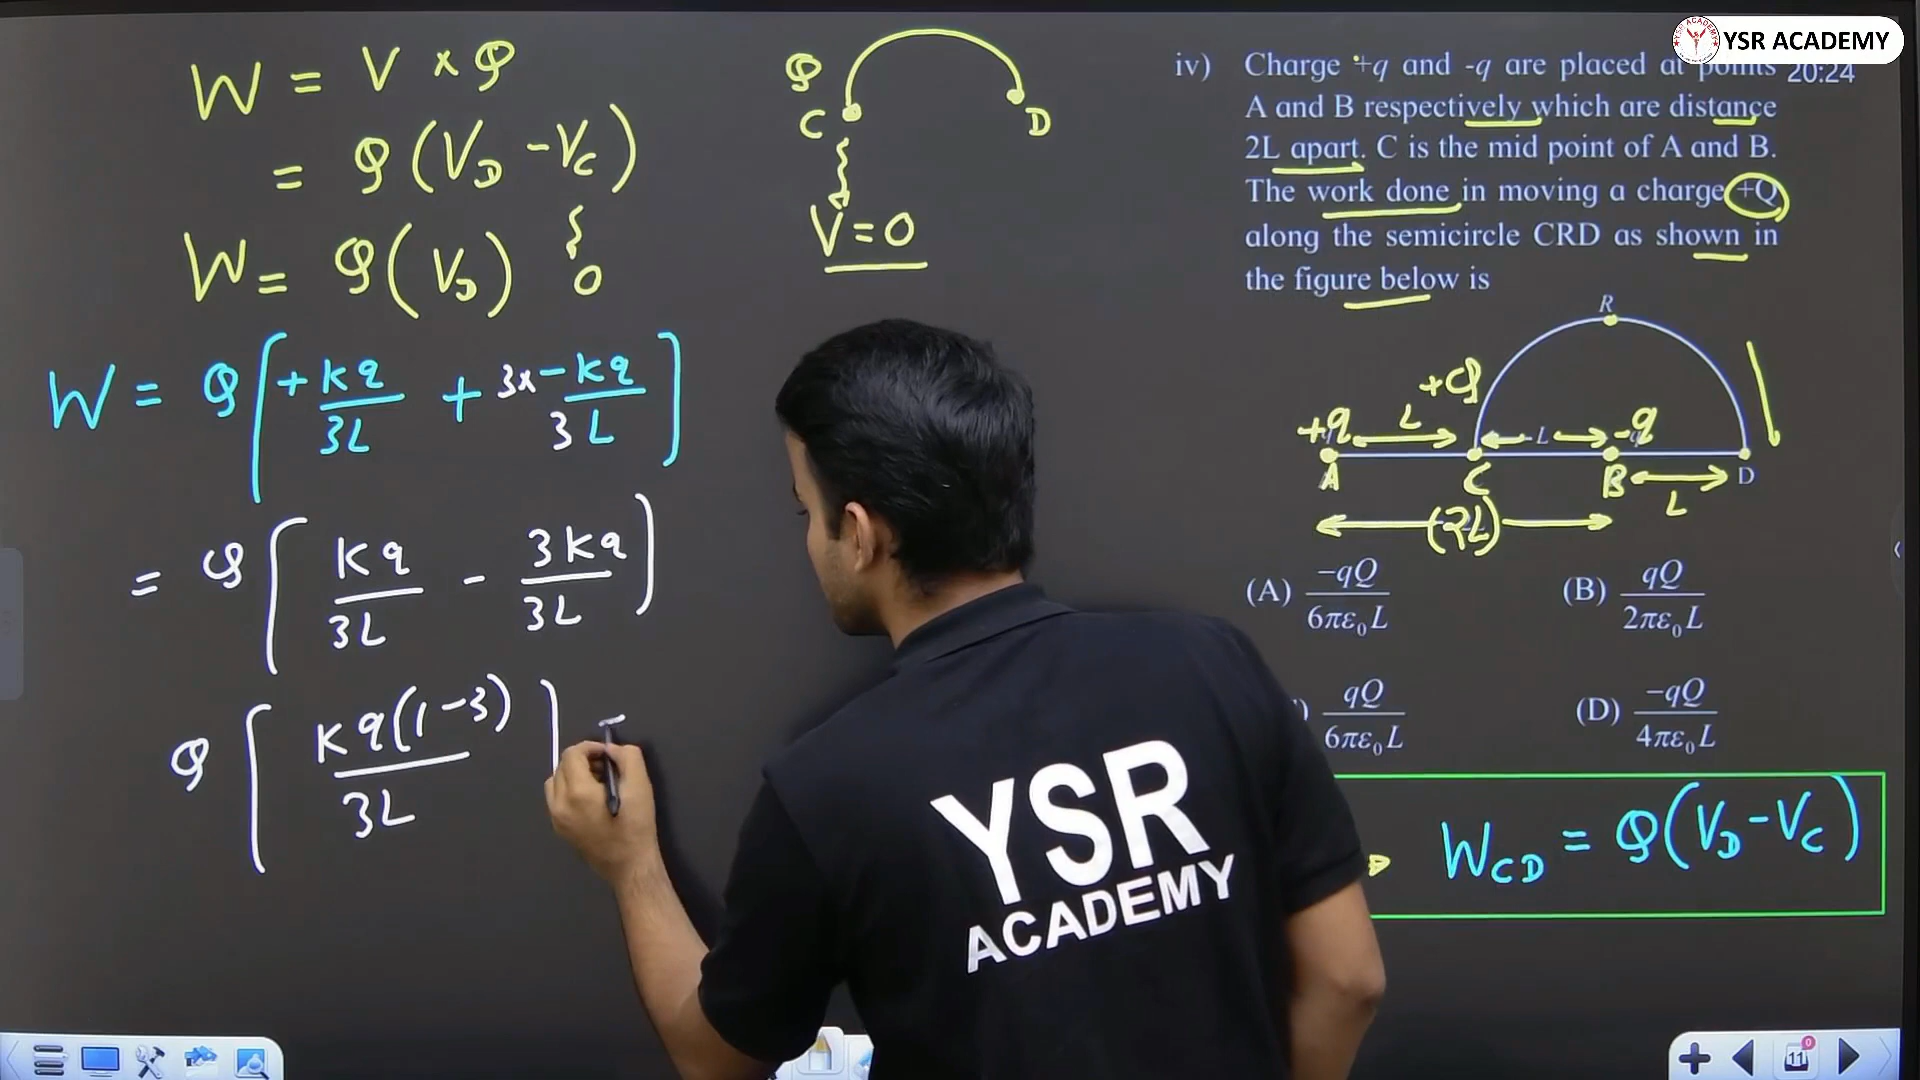 YSR ACADEMY
20:24
W = V × Q
= Q (V_D - V_C)
W = Q (V_D) 0
Q
C D
V = 0
W = Q [ + Kq/3L + 3× -Kq/3L ]
= Q [ Kq/3L - 3Kq/3L ]
Q [ Kq(1-3)/3L ]
iv) Charge +q and -q are placed at points
A and B respectively which are distance
2L apart. C is the mid point of A and B.
The work done in moving a charge +Q
along the semicircle CRD as shown in
the figure below is
R
+Q
+q L L -q
A C B D
L
(2L)
(A) -qQ/6πε₀L (B) qQ/2πε₀L
) qQ/6πε₀L (D) -qQ/4πε₀L
W_CD = Q (V_D - V_C)
YSR
ACADEMY
11
0